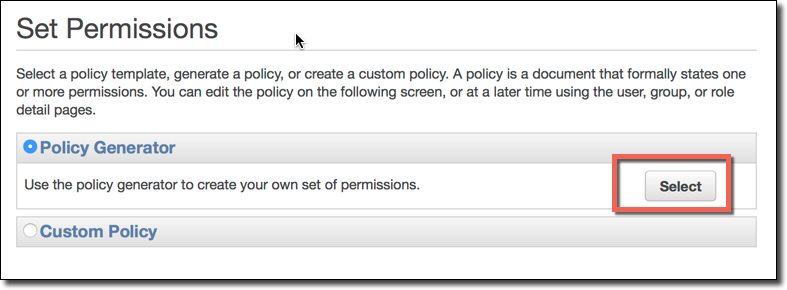 Set Permissions
Select a policy template, generate a policy, or create a custom policy. A policy is a document that formally states one
or more permissions. You can edit the policy on the following screen, or at a later time using the user, group, or role
detail pages.
Policy Generator
Use the policy generator to create your own set of permissions.
Select
Custom Policy